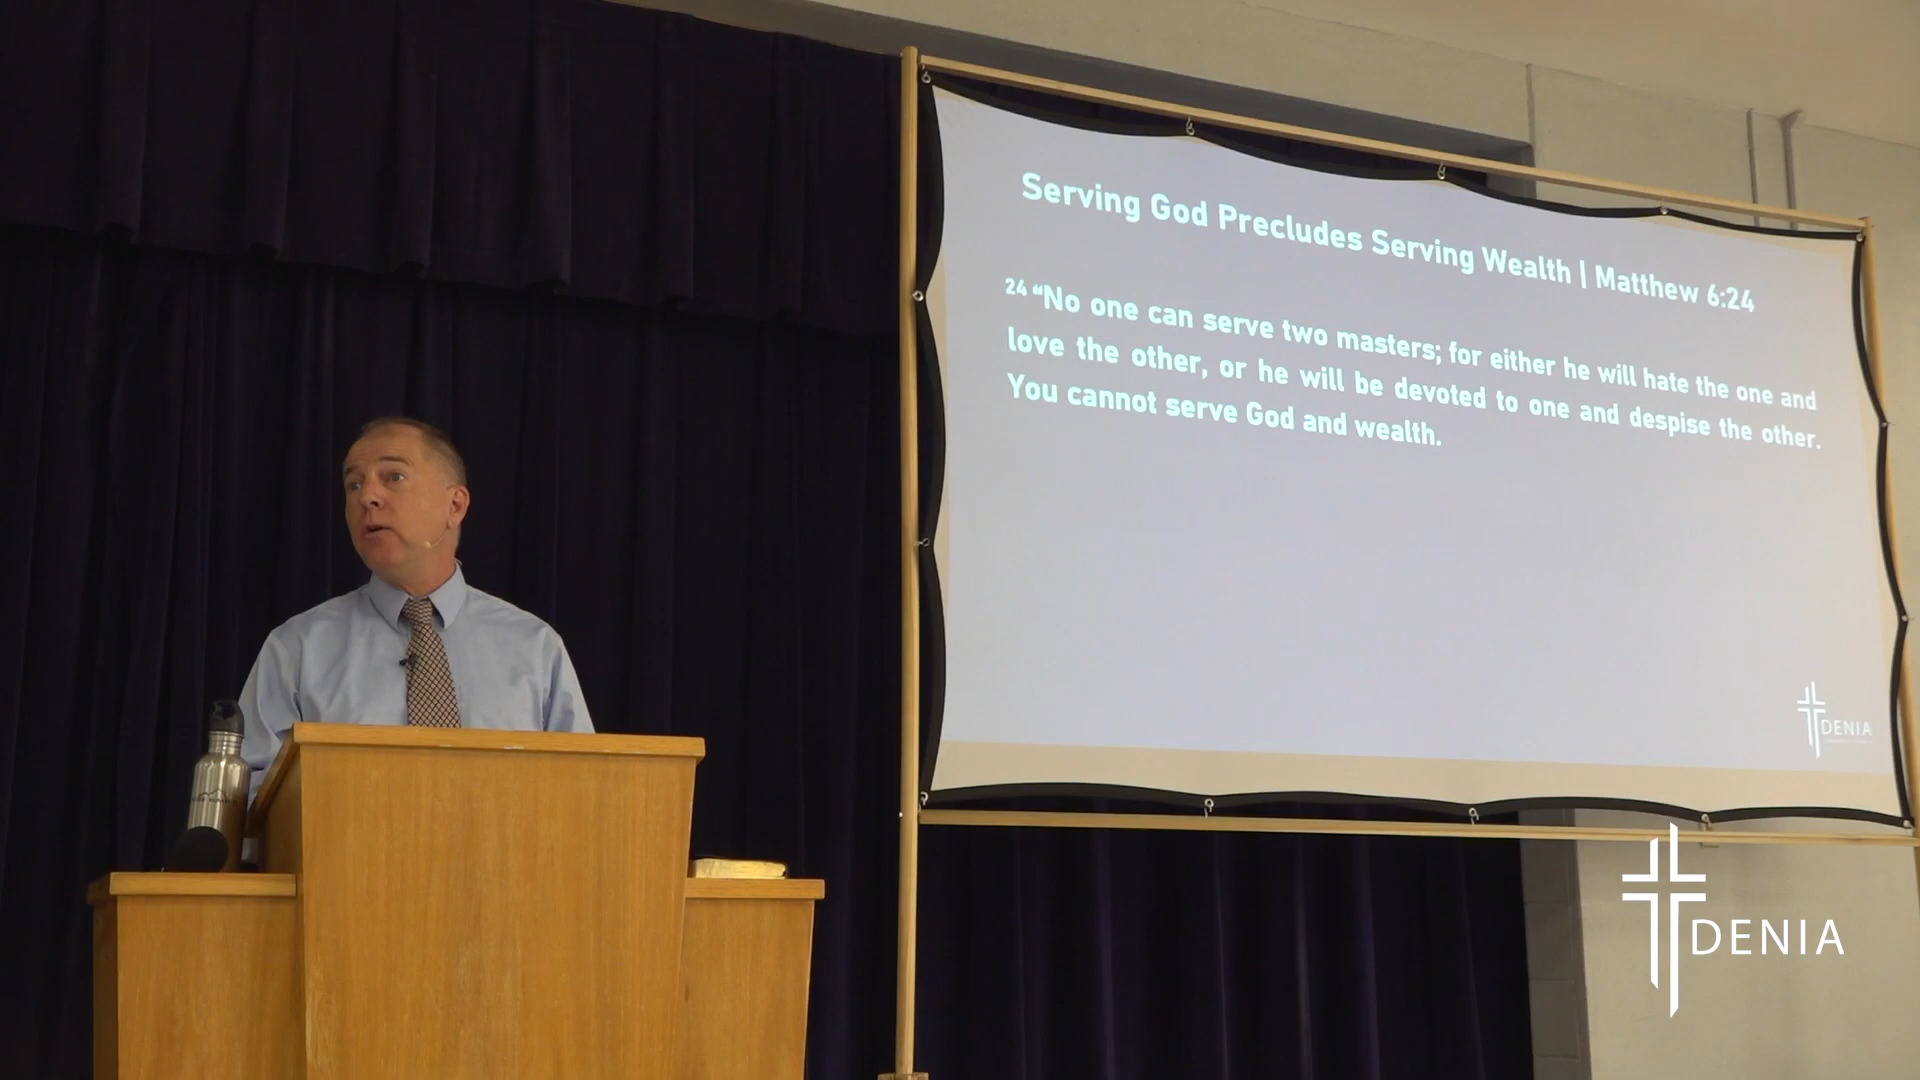 Serving God Precludes Serving Wealth | Matthew 6:24
24 “No one can serve two masters; for either he will hate the one and
love the other, or he will be devoted to one and despise the other.
You cannot serve God and wealth.
DENIA
DENIA